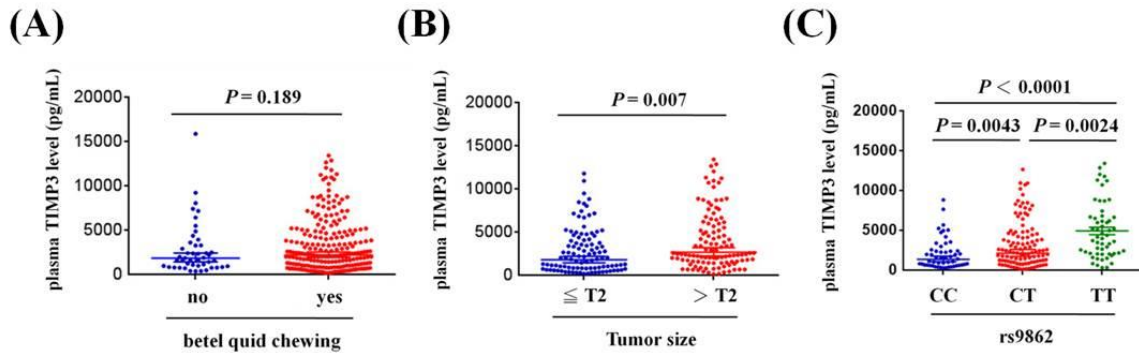 (A)
plasma TIMP3 level (pg/mL)
20000
15000
10000
5000
0
P = 0.189
no yes
betel quid chewing
(B)
plasma TIMP3 level (pg/mL)
20000
15000
10000
5000
0
P = 0.007
≦ T2 > T2
Tumor size
(C)
plasma TIMP3 level (pg/mL)
20000
15000
10000
5000
0
P < 0.0001
P = 0.0043 P = 0.0024
CC CT TT
rs9862